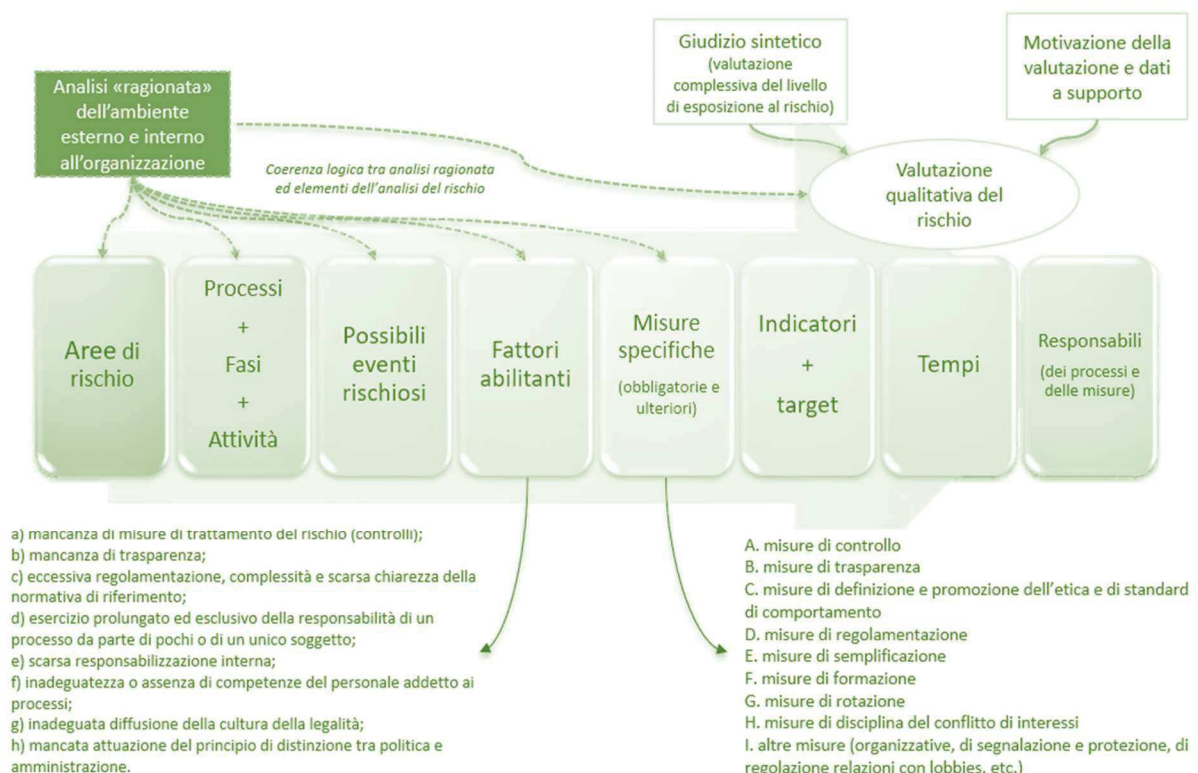 Giudizio sintetico
(valutazione
complessiva del livello
di esposizione al rischio)
Motivazione della
valutazione e dati
a supporto
Analisi «ragionata»
dell'ambiente
esterno e interno
all'organizzazione
Coerenza logica tra analisi ragionata
ed elementi dell'analisi del rischio
Valutazione
qualitativa del
rischio
Aree di
rischio
Processi
+
Fasi
+
Attività
Possibili
eventi
rischiosi
Fattori
abilitanti
Misure
specifiche
(obbligatorie e
ulteriori)
Indicatori
+
target
Tempi
Responsabili
(dei processi e
delle misure)
a) mancanza di misure di trattamento del rischio (controlli);
b) mancanza di trasparenza;
c) eccessiva regolamentazione, complessità e scarsa chiarezza della
normativa di riferimento;
d) esercizio prolungato ed esclusivo della responsabilità di un
processo da parte di pochi o di un unico soggetto;
e) scarsa responsabilizzazione interna;
f) inadeguatezza o assenza di competenze del personale addetto ai
processi;
g) inadeguata diffusione della cultura della legalità;
h) mancata attuazione del principio di distinzione tra politica e
amministrazione.
A. misure di controllo
B. misure di trasparenza
C. misure di definizione e promozione dell'etica e di standard
di comportamento
D. misure di regolamentazione
E. misure di semplificazione
F. misure di formazione
G. misure di rotazione
H. misure di disciplina del conflitto di interessi
I. altre misure (organizzative, di segnalazione e protezione, di
regolazione relazioni con lobbies, etc.)